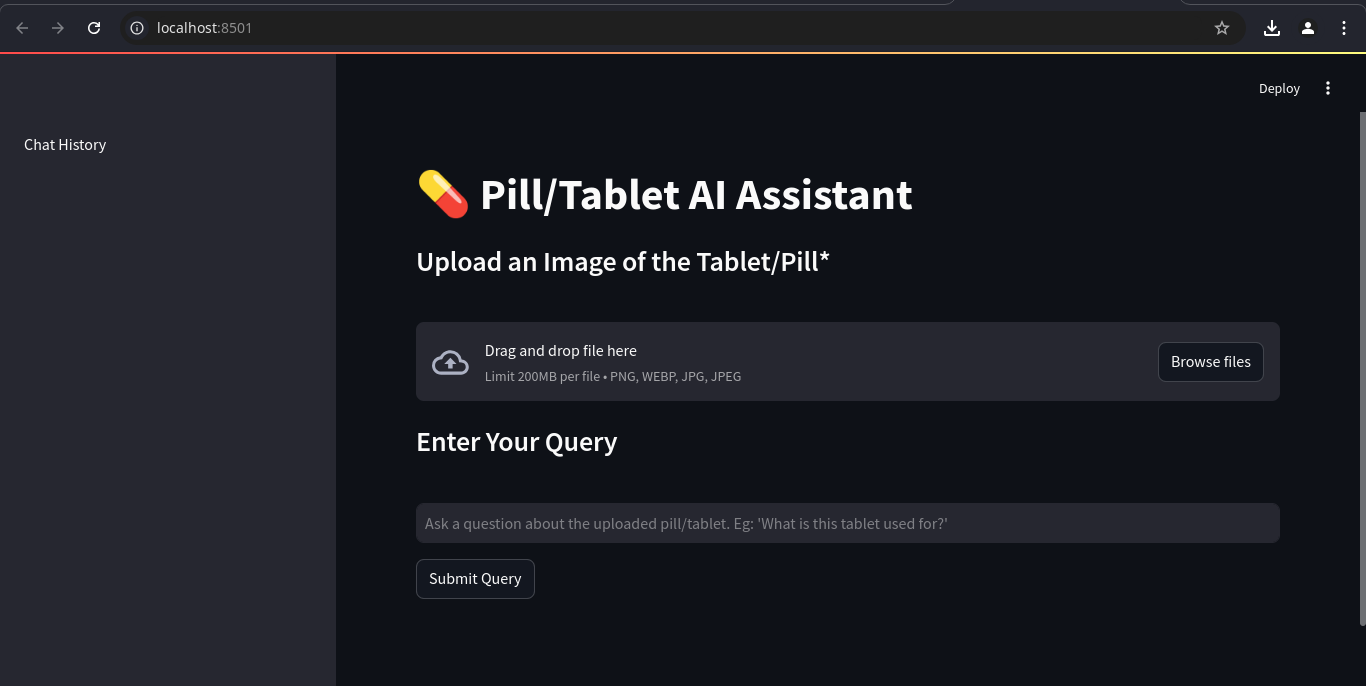 localhost:8501
Deploy
Chat History
Pill/Tablet AI Assistant
Upload an Image of the Tablet/Pill*
Drag and drop file here
Limit 200MB per file • PNG, WEBP, JPG, JPEG
Browse files
Enter Your Query
Ask a question about the uploaded pill/tablet. Eg: 'What is this tablet used for?'
Submit Query